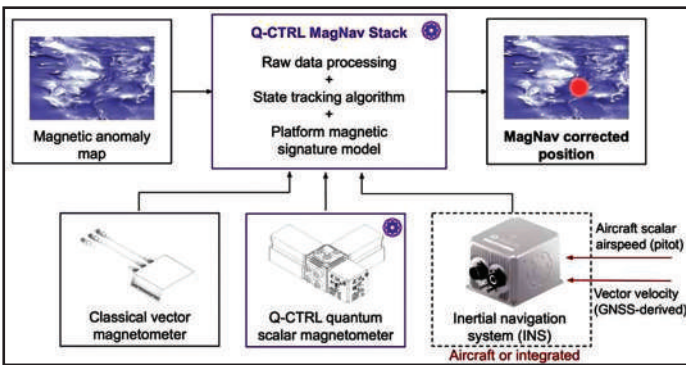 Q-CTRL MagNav Stack
Raw data processing
+
State tracking algorithm
+
Platform magnetic
signature model
Magnetic anomaly
map
MagNav corrected
position
Classical vector
magnetometer
Q-CTRL quantum
scalar magnetometer
Inertial navigation
system (INS)
Aircraft or integrated
Aircraft scalar
airspeed (pitot)
Vector velocity
(GNSS-derived)